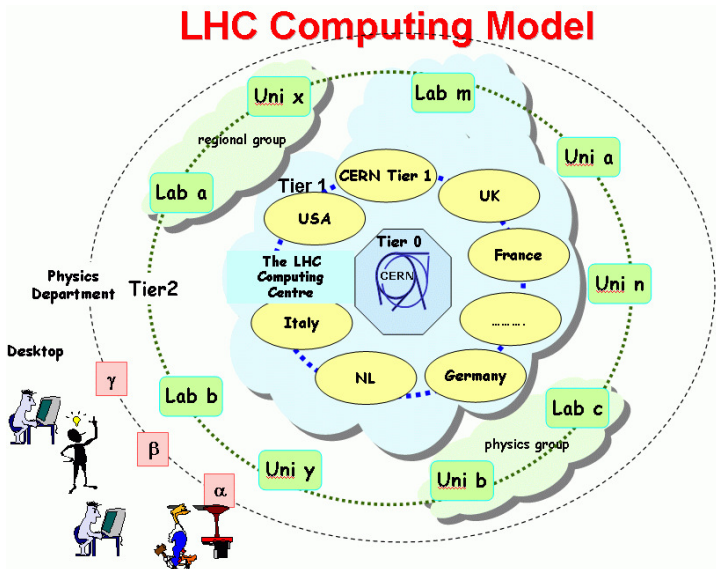 LHC Computing Model
Uni x
Lab m
regional group
Uni a
Lab a
Tier 1
CERN Tier 1
UK
USA
Tier 0
France
CERN
The LHC
Computing
Centre
Physics
Department
Tier2
Uni n
Italy
……….
Desktop
NL
Germany
γ
Lab b
Lab c
β
physics group
Uni y
Uni b
α